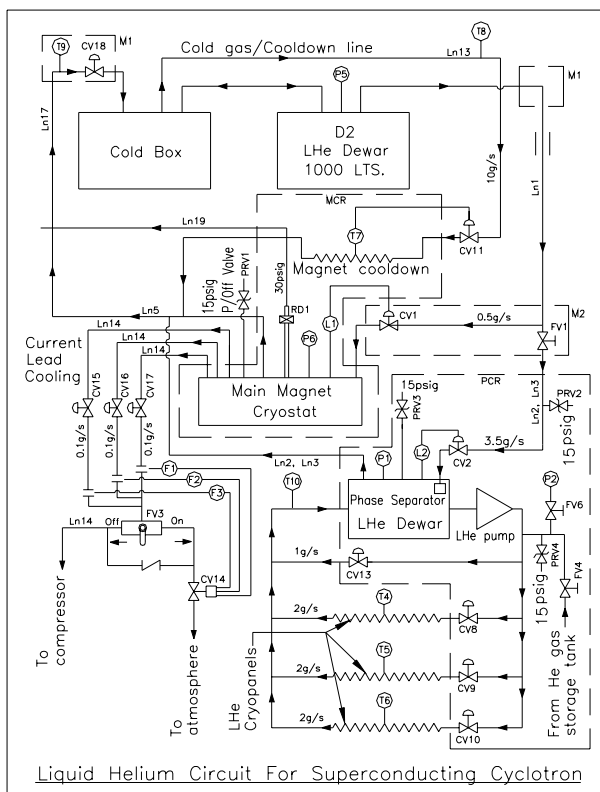 T9
CV18
M1
Cold gas/Cooldown line
T8
Ln13
Ln17
P5
M1
Cold Box
D2
LHe Dewar
1000 LTS.
Ln1
10g/s
MCR
Ln19
T7
CV11
Magnet cooldown
15psig
P/Off Valve
PRV1
30psig
RD1
L1
CV1
M2
0.5g/s
FV1
Ln5
Ln14
Ln14
Ln14
P6
Current
Lead
Cooling
CV15
CV16
CV17
Main Magnet
Cryostat
0.1g/s
0.1g/s
0.1g/s
PCR
Ln2, Ln3
PRV2
15psig
15psig
PRV3
3.5g/s
L2
CV2
P1
Ln2, Ln3
F1
F2
F3
T10
Phase Separator
LHe Dewar
LHe pump
P2
FV6
PRV4
FV4
15psig
Ln14
Off
FV3
On
CV14
1g/s
CV13
To
compressor
To
atmosphere
LHe
Cryopanels
2g/s
T4
CV8
2g/s
T5
CV9
2g/s
T6
CV10
From He gas
storage tank
Liquid Helium Circuit For Superconducting Cyclotron